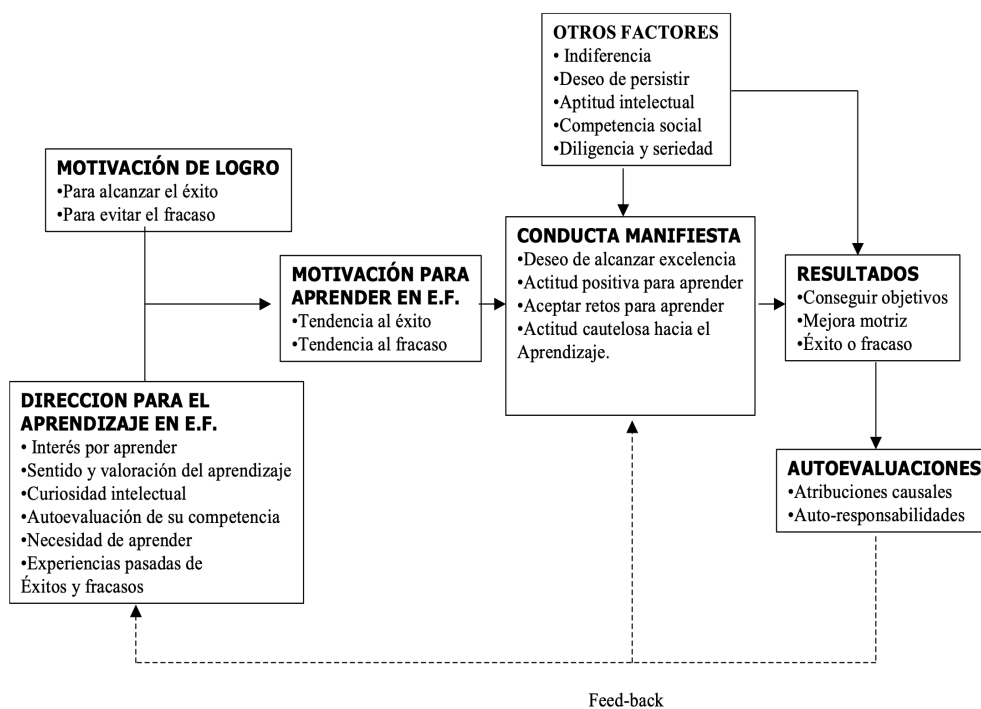 OTROS FACTORES
• Indiferencia
•Deseo de persistir
•Aptitud intelectual
•Competencia social
•Diligencia y seriedad
MOTIVACIÓN DE LOGRO
•Para alcanzar el éxito
•Para evitar el fracaso
MOTIVACIÓN PARA
APRENDER EN E.F.
•Tendencia al éxito
•Tendencia al fracaso
CONDUCTA MANIFIESTA
•Deseo de alcanzar excelencia
•Actitud positiva para aprender
•Aceptar retos para aprender
•Actitud cautelosa hacia el
Aprendizaje.
RESULTADOS
•Conseguir objetivos
•Mejora motriz
•Éxito o fracaso
DIRECCION PARA EL
APRENDIZAJE EN E.F.
• Interés por aprender
•Sentido y valoración del aprendizaje
•Curiosidad intelectual
•Autoevaluación de su competencia
•Necesidad de aprender
•Experiencias pasadas de
Éxitos y fracasos
AUTOEVALUACIONES
•Atribuciones causales
•Auto-responsabilidades
Feed-back